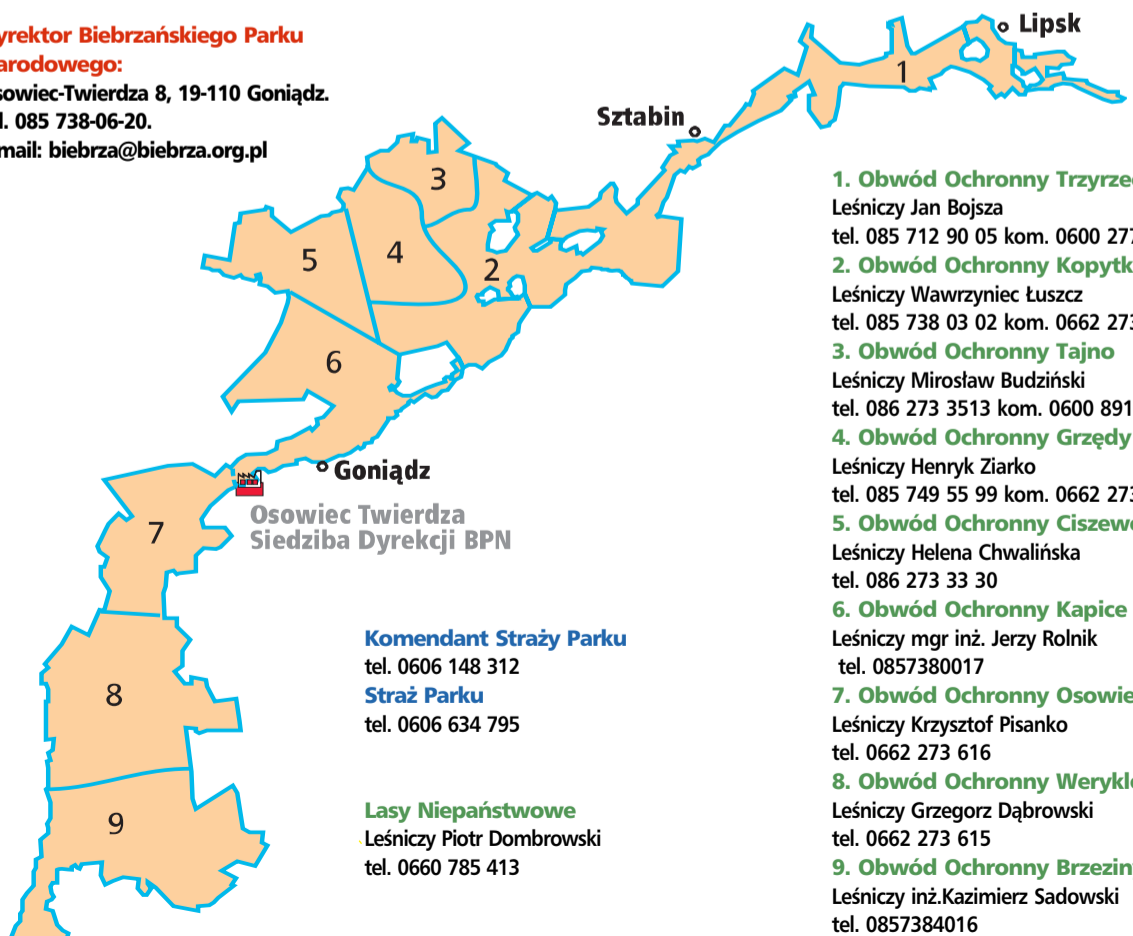 yrektor Biebrzańskiego Parku
arodowego:
sowiec-Twierdza 8, 19-110 Goniądz.
l. 085 738-06-20.
mail: biebrza@biebrza.org.pl
Lipsk
Sztabin
1
2
3
4
5
6
7
8
9
Goniądz
Osowiec Twierdza
Siedziba Dyrekcji BPN
Komendant Straży Parku
tel. 0606 148 312
Straż Parku
tel. 0606 634 795
Lasy Niepaństwowe
Leśniczy Piotr Dombrowski
tel. 0660 785 413
1. Obwód Ochronny Trzyrze
Leśniczy Jan Bojsza
tel. 085 712 90 05 kom. 0600 277
2. Obwód Ochronny Kopytk
Leśniczy Wawrzyniec Łuszcz
tel. 085 738 03 02 kom. 0662 273
3. Obwód Ochronny Tajno
Leśniczy Mirosław Budziński
tel. 086 273 3513 kom. 0600 891
4. Obwód Ochronny Grzędy
Leśniczy Henryk Ziarko
tel. 085 749 55 99 kom. 0662 273
5. Obwód Ochronny Ciszew
Leśniczy Helena Chwalińska
tel. 086 273 33 30
6. Obwód Ochronny Kapice
Leśniczy mgr inż. Jerzy Rolnik
tel. 0857380017
7. Obwód Ochronny Osowie
Leśniczy Krzysztof Pisanko
tel. 0662 273 616
8. Obwód Ochronny Werykl
Leśniczy Grzegorz Dąbrowski
tel. 0662 273 615
9. Obwód Ochronny Brzezin
Leśniczy inż.Kazimierz Sadowski
tel. 0857384016